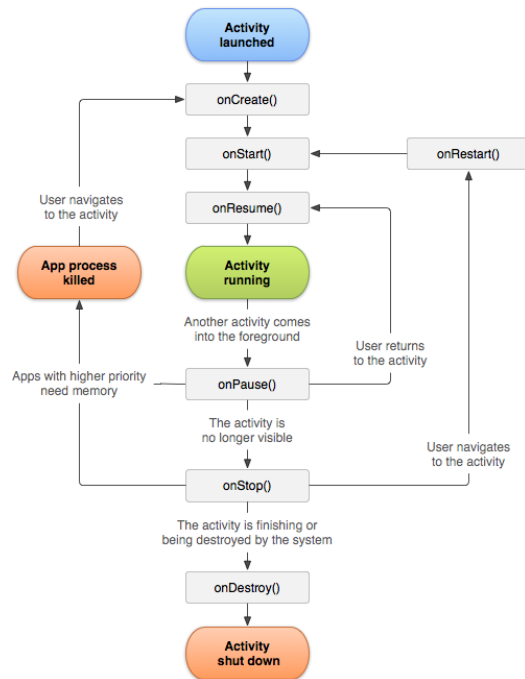 Activity
launched
onCreate()
onStart()
onRestart()
User navigates
to the activity
onResume()
App process
killed
Activity
running
Another activity comes
into the foreground
User returns
to the activity
Apps with higher priority
need memory
onPause()
The activity is
no longer visible
User navigates
to the activity
onStop()
The activity is finishing or
being destroyed by the system
onDestroy()
Activity
shut down